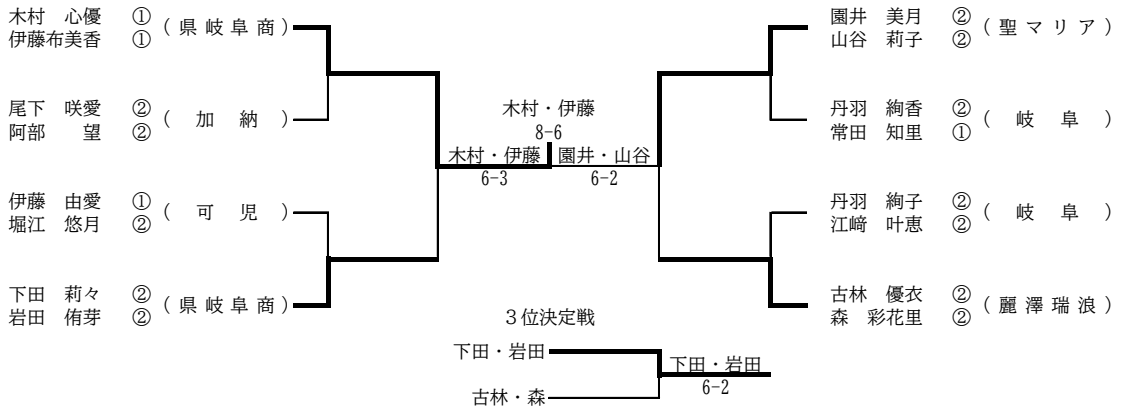 木村　心優　①
伊藤布美香　①
(県岐阜商)
尾下　咲愛　②
阿部　　望　②
(　加　納　)
伊藤　由愛　①
堀江　悠月　②
(　可　児　)
下田　莉々　②
岩田　侑芽　②
(県岐阜商)
木村・伊藤
8-6
木村・伊藤
6-3
園井・山谷
6-2
園井　美月　②
山谷　莉子　②
(聖マリア)
丹羽　絢香　②
常田　知里　①
(　岐　阜　)
丹羽　絢子　②
江﨑　叶恵　②
(　岐　阜　)
古林　優衣　②
森　彩花里　②
(麗澤瑞浪)
３位決定戦
下田・岩田
古林・森
下田・岩田
6-2